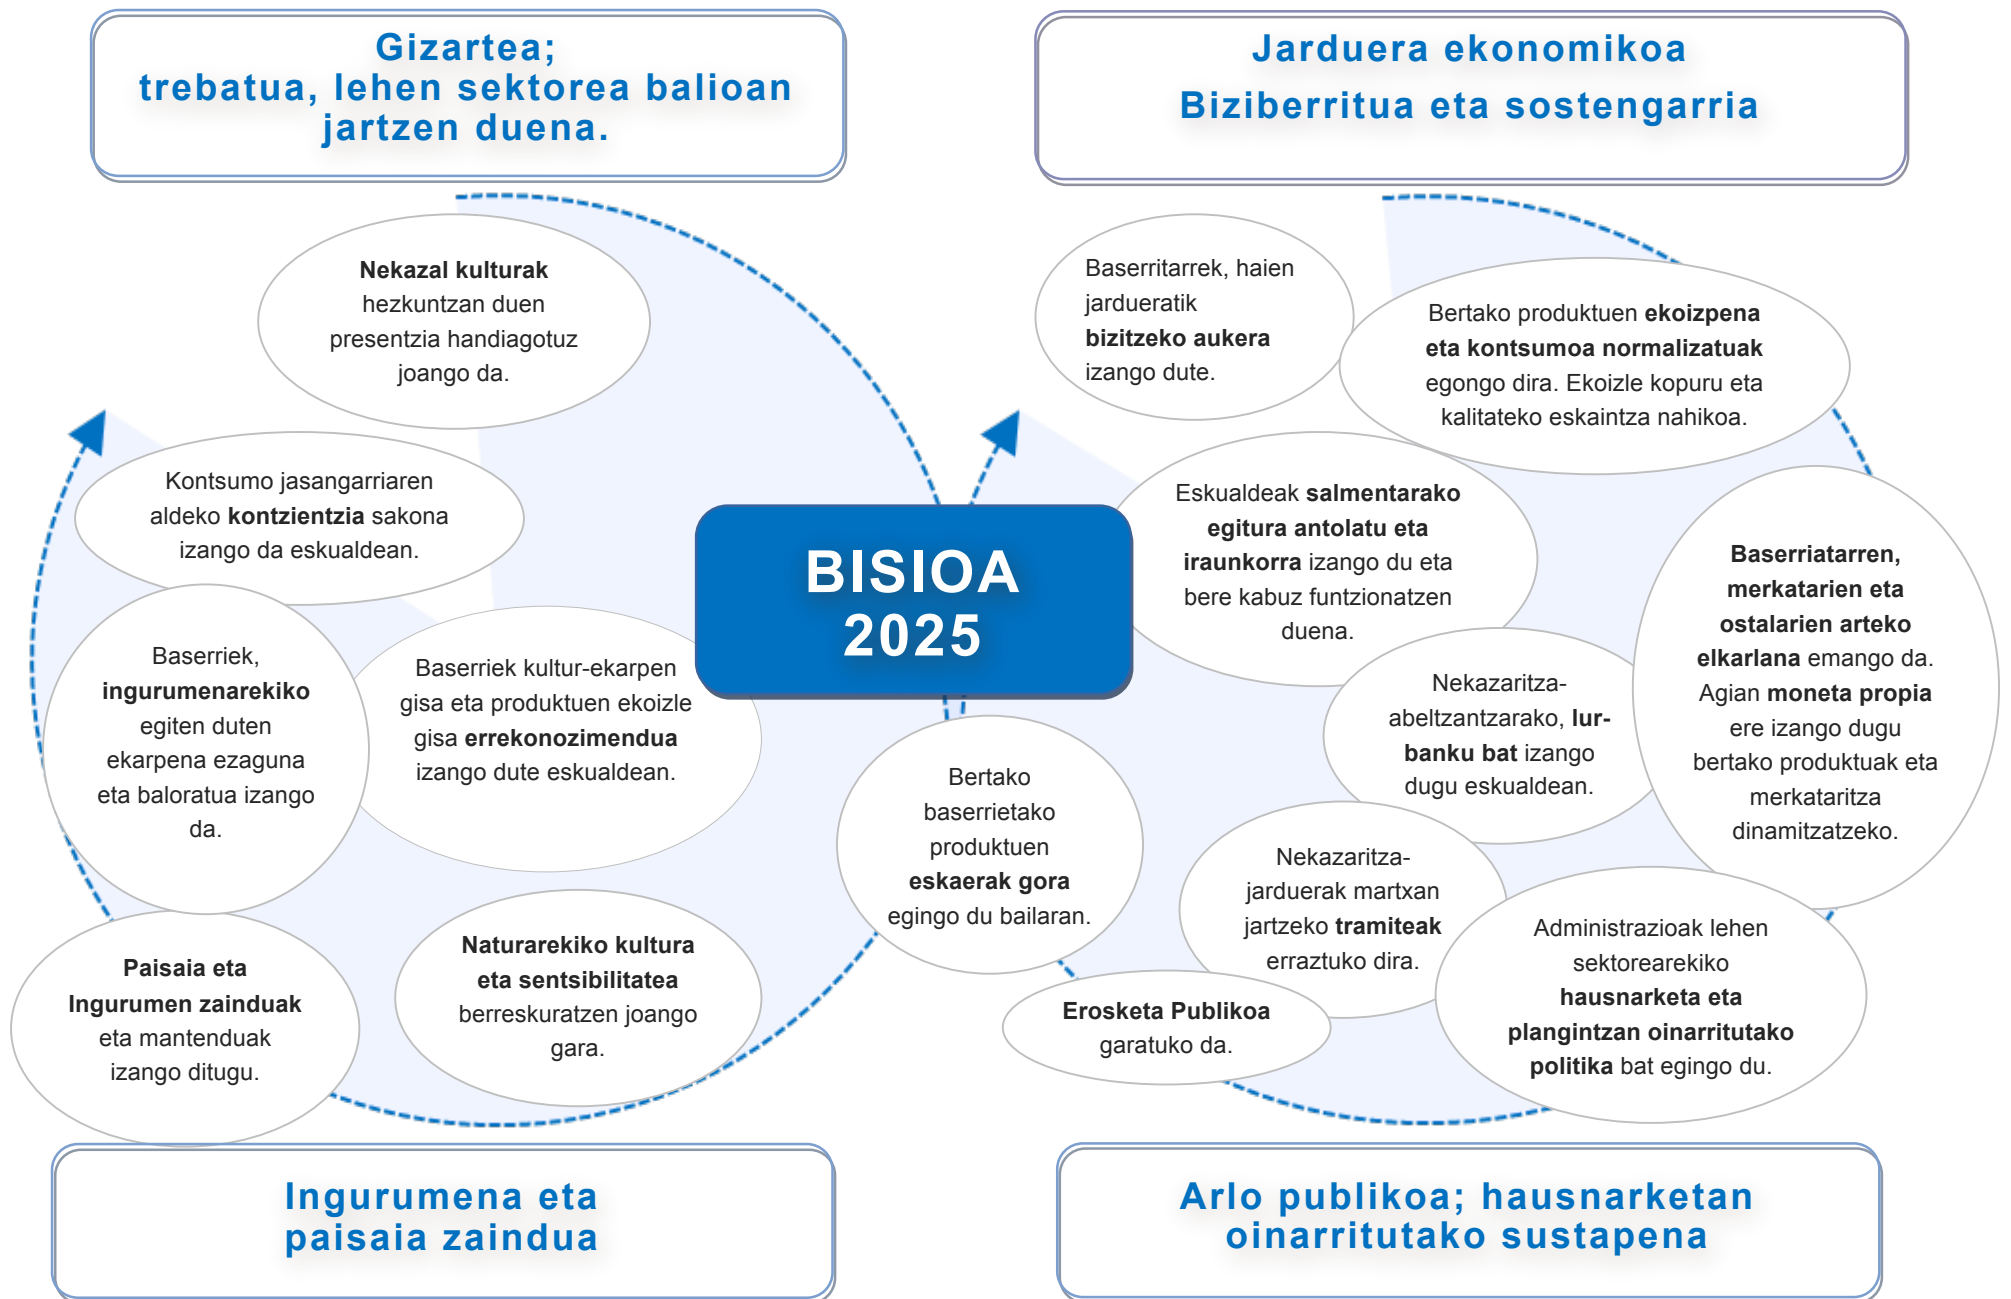 Gizartea;
trebatua, lehen sektorea balioan
jartzen duena.
Jarduera ekonomikoa
Biziberritua eta sostengarria
Nekazal kulturak
hezkuntzan duen
presentzia handiagotuz
joango da.
Kontsumo jasangarriaren
aldeko kontzientzia sakona
izango da eskualdean.
Baserriek,
ingurumenarekiko
egiten duten
ekarpena ezaguna
eta baloratua izango
da.
Baserriek kultur-ekarpen
gisa eta produktuen ekoizle
gisa errekonozimendua
izango dute eskualdean.
Paisaia eta
Ingurumen zainduak
eta mantenduak
izango ditugu.
Naturarekiko kultura
eta sentsibilitatea
berreskuratzen joango
gara.
BISIOA
2025
Baserritarrek, haien
jardueratik
bizitzeko aukera
izango dute.
Bertako produktuen ekoizpena
eta kontsumoa normalizatuak
egongo dira. Ekoizle kopuru eta
kalitateko eskaintza nahikoa.
Eskualdeak salmentarako
egitura antolatu eta
iraunkorra izango du eta
bere kabuz funtzionatzen
duena.
Baserriatarren,
merkatarien eta
ostalarien arteko
elkarlana emango da.
Agian moneta propia
ere izango dugu
bertako produktuak eta
merkataritza
dinamitzatzeko.
Nekazaritza-
abeltzantzarako, lur-
banku bat izango
dugu eskualdean.
Bertako
baserrietako
produktuen
eskaerak gora
egingo du bailaran.
Nekazaritza-
jarduerak martxan
jartzeko tramiteak
erraztuko dira.
Erosketa Publikoa
garatuko da.
Administrazioak lehen
sektorearekiko
hausnarketa eta
plangintzan oinarritutako
politika bat egingo du.
Ingurumena eta
paisaia zaindua
Arlo publikoa; hausnarketan
oinarritutako sustapena